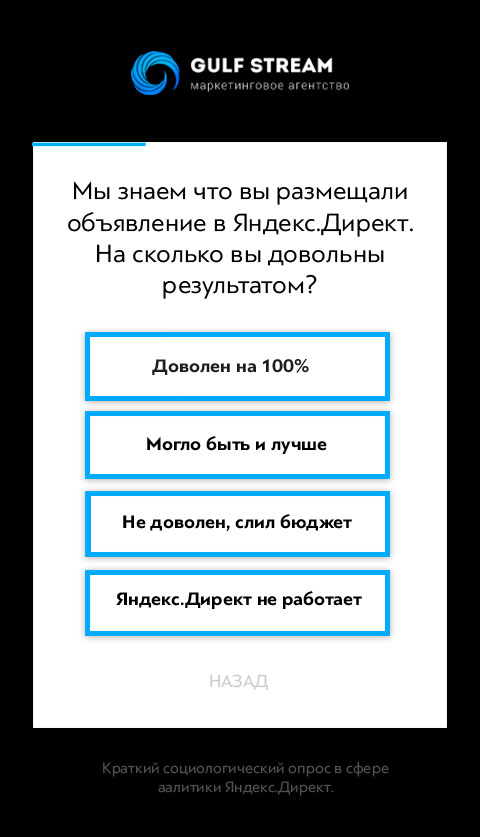 GULF STREAM
маркетинговое агентство
Мы знаем что вы размещали
объявление в Яндекс.Директ.
На сколько вы довольны
результатом?
Доволен на 100%
Могло быть и лучше
Не доволен, слил бюджет
Яндекс.Директ не работает
НАЗАД
Краткий социологический опрос в сфере
аалитики Яндекс.Директ.